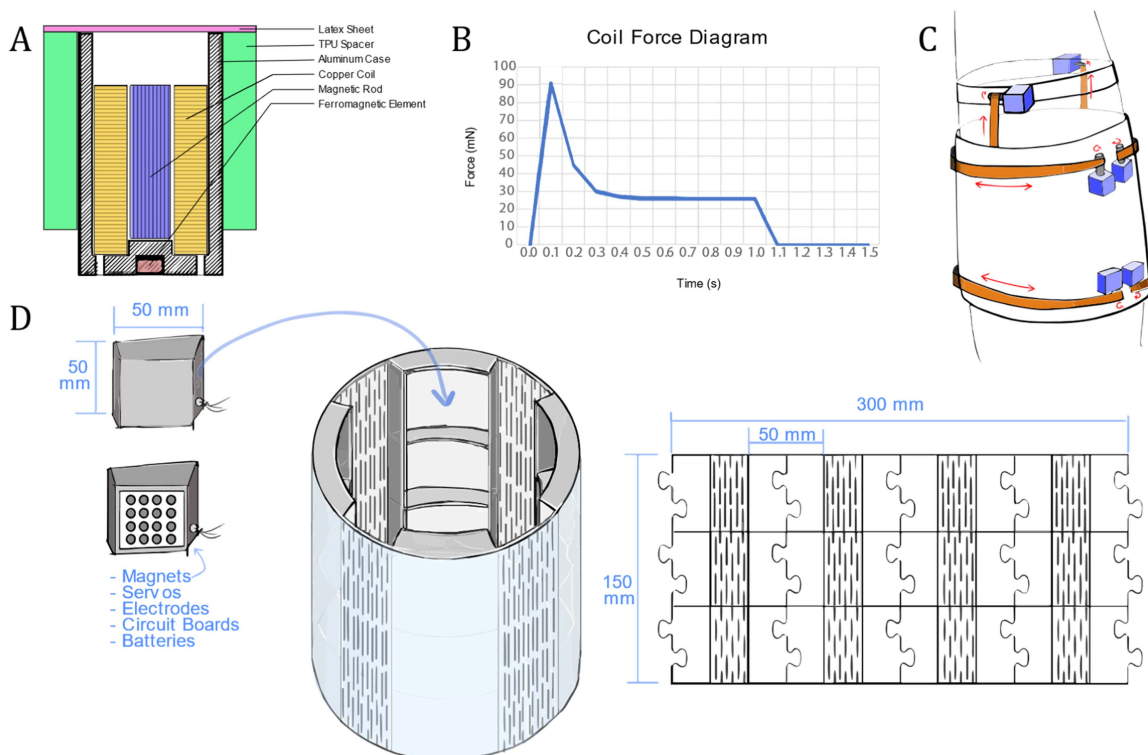 A
Latex Sheet
TPU Spacer
Aluminum Case
Copper Coil
Magnetic Rod
Ferromagnetic Element
B
Coil Force Diagram
Force (mN)
100
90
80
70
60
50
40
30
20
10
0
0.0 0.1 0.2 0.3 0.4 0.5 0.6 0.7 0.8 0.9 1.0 1.1 1.2 1.3 1.4 1.5
Time (s)
C
D
50 mm
50
mm
- Magnets
- Servos
- Electrodes
- Circuit Boards
- Batteries
300 mm
50 mm
150
mm